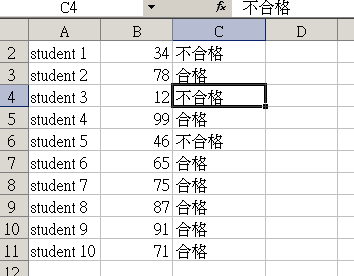 C4 fx 不合格
A B C D
2 student 1 34 不合格
3 student 2 78 合格
4 student 3 12 不合格
5 student 4 99 合格
6 student 5 46 不合格
7 student 6 65 合格
8 student 7 75 合格
9 student 8 87 合格
10 student 9 91 合格
11 student 10 71 合格
12